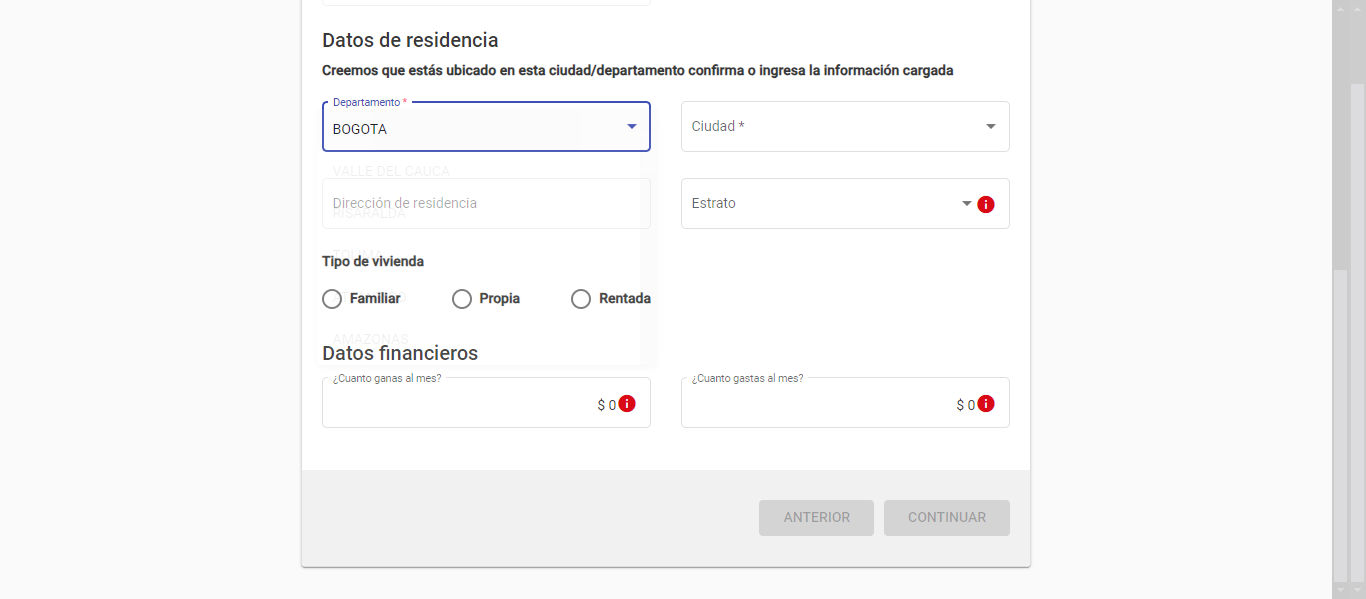 Datos de residencia
Creemos que estás ubicado en esta ciudad/departamento confirma o ingresa la información cargada
Departamento *
BOGOTA
Ciudad *
VALLE DEL CAUCA
Dirección de residencia
RISARALDA
Estrato
Tipo de vivienda
Familiar
Propia
Rentada
AMAZONAS
Datos financieros
¿Cuanto ganas al mes?
¿Cuanto gastas al mes?
$ 0
$ 0
ANTERIOR
CONTINUAR